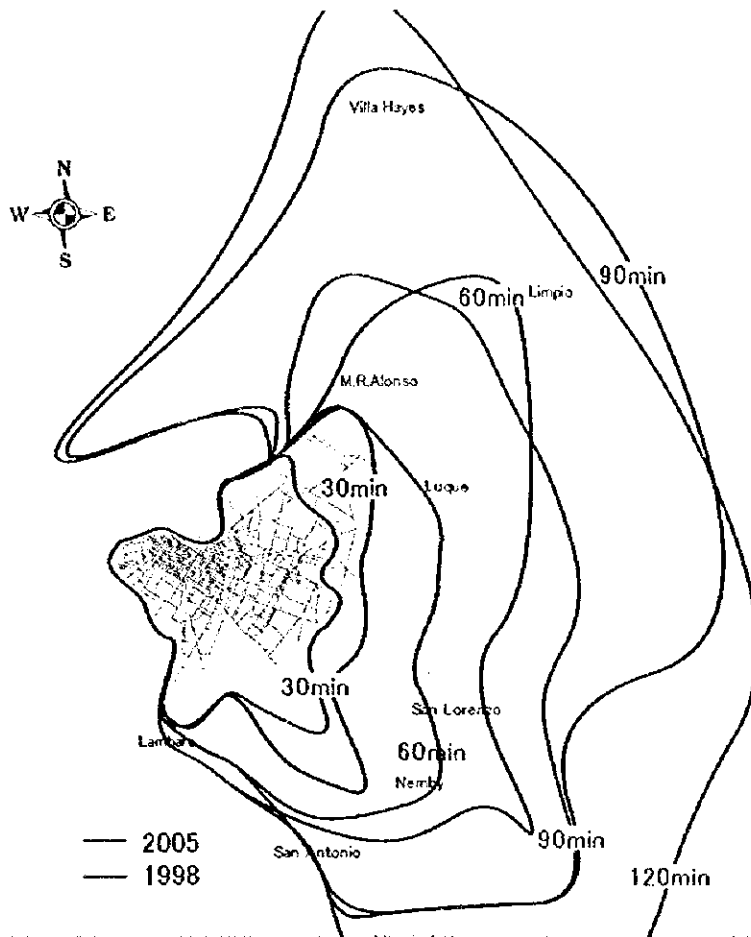 Villa Hayes
N
W E
S
90min
60min Limpio
M.R.Alonso
30min Luque
30min
San Lorenzo
Lambare
60min
Nemby
2005
90min
San Antonio
1998
120min